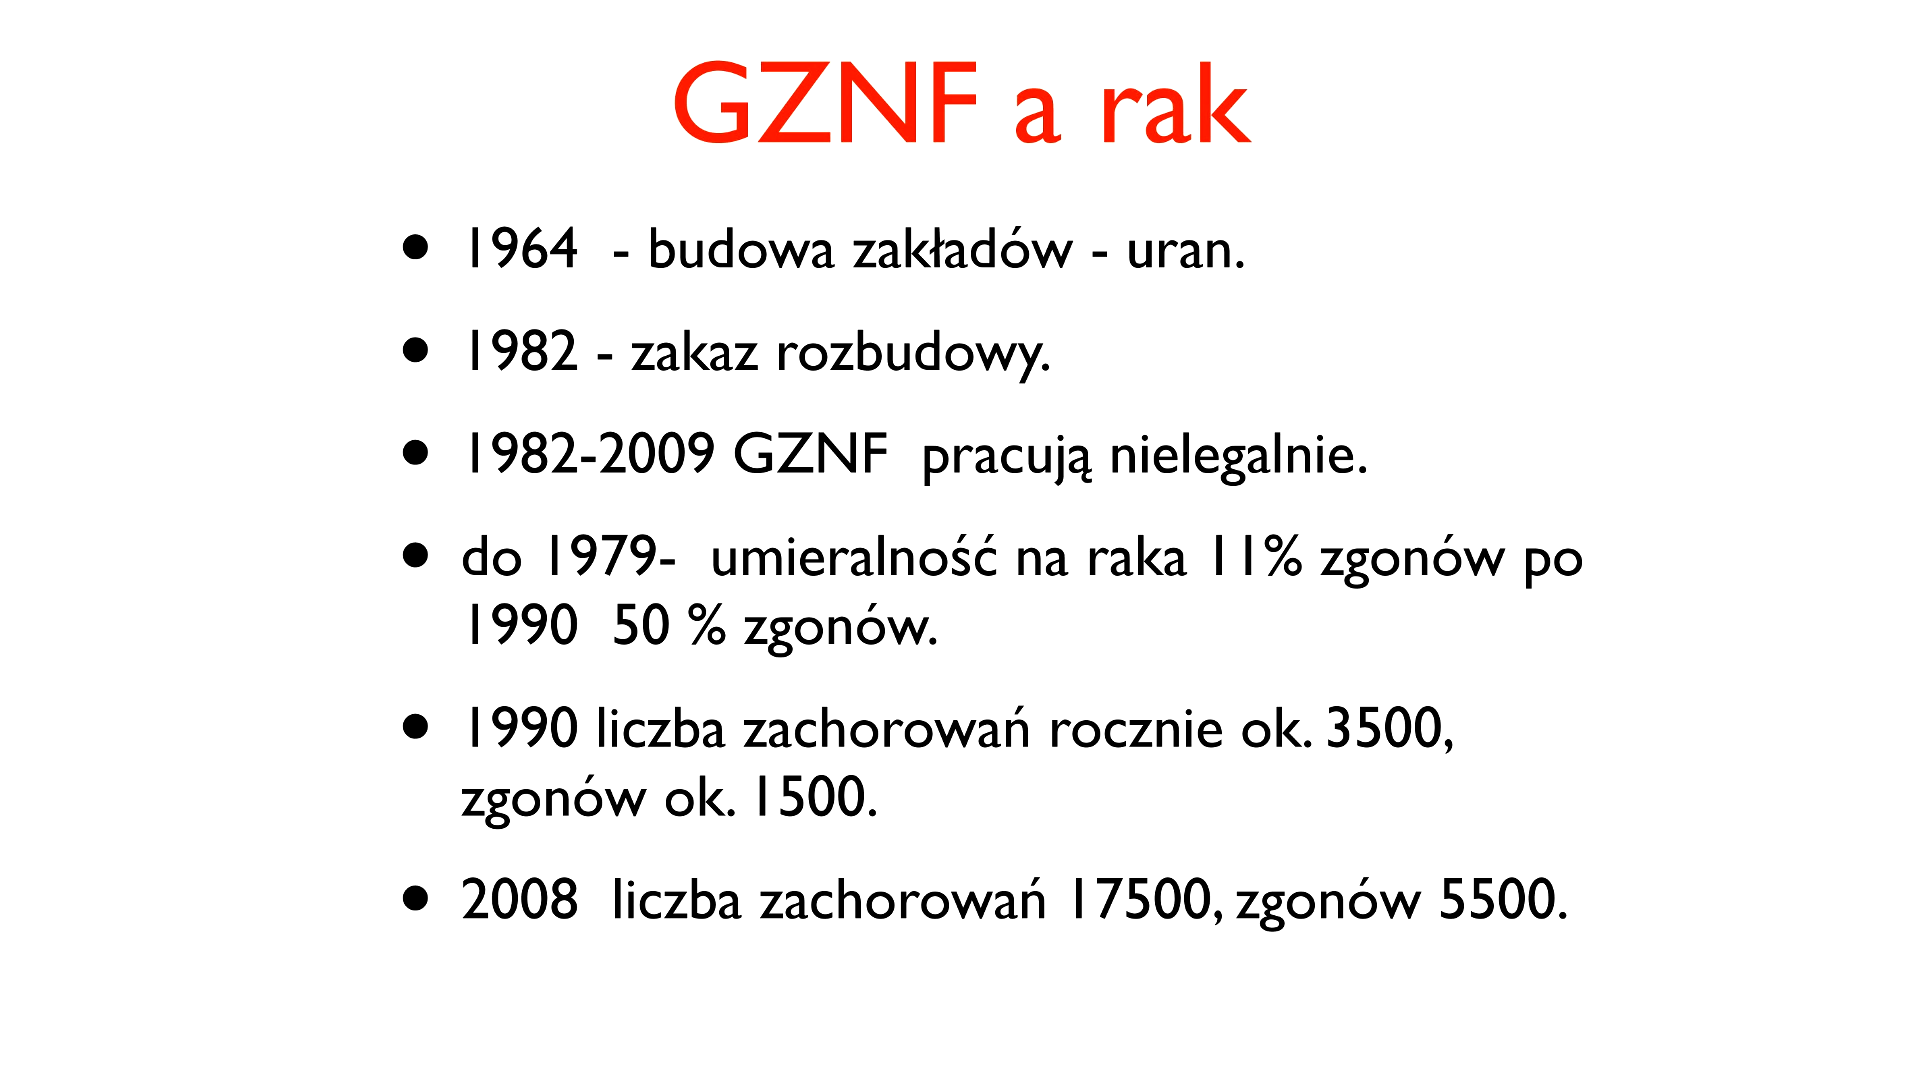 GZNF a rak
• 1964 - budowa zakładów - uran.
• 1982 - zakaz rozbudowy.
• 1982-2009 GZNF pracują nielegalnie.
• do 1979- umieralność na raka 11% zgonów po
1990 50 % zgonów.
• 1990 liczba zachorowań rocznie ok. 3500,
zgonów ok. 1500.
• 2008 liczba zachorowań 17500, zgonów 5500.